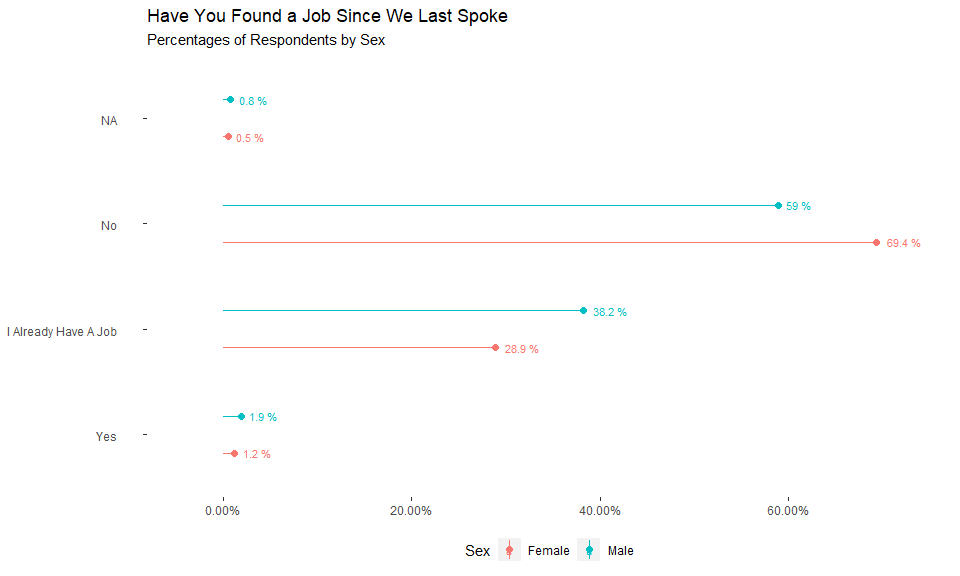 Have You Found a Job Since We Last Spoke
Percentages of Respondents by Sex
NA
0.8 %
0.5 %
No
59 %
69.4 %
I Already Have A Job
38.2 %
28.9 %
Yes
1.9 %
1.2 %
0.00% 20.00% 40.00% 60.00%
Sex Female Male